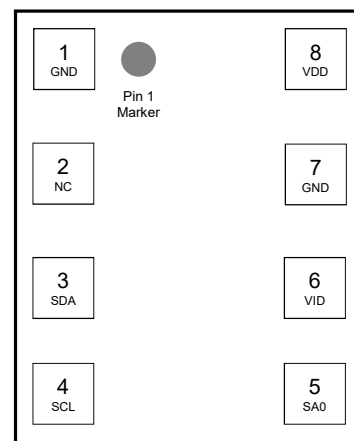 1
GND
Pin 1
Marker
8
VDD
2
NC
7
GND
3
SDA
6
VID
4
SCL
5
SA0